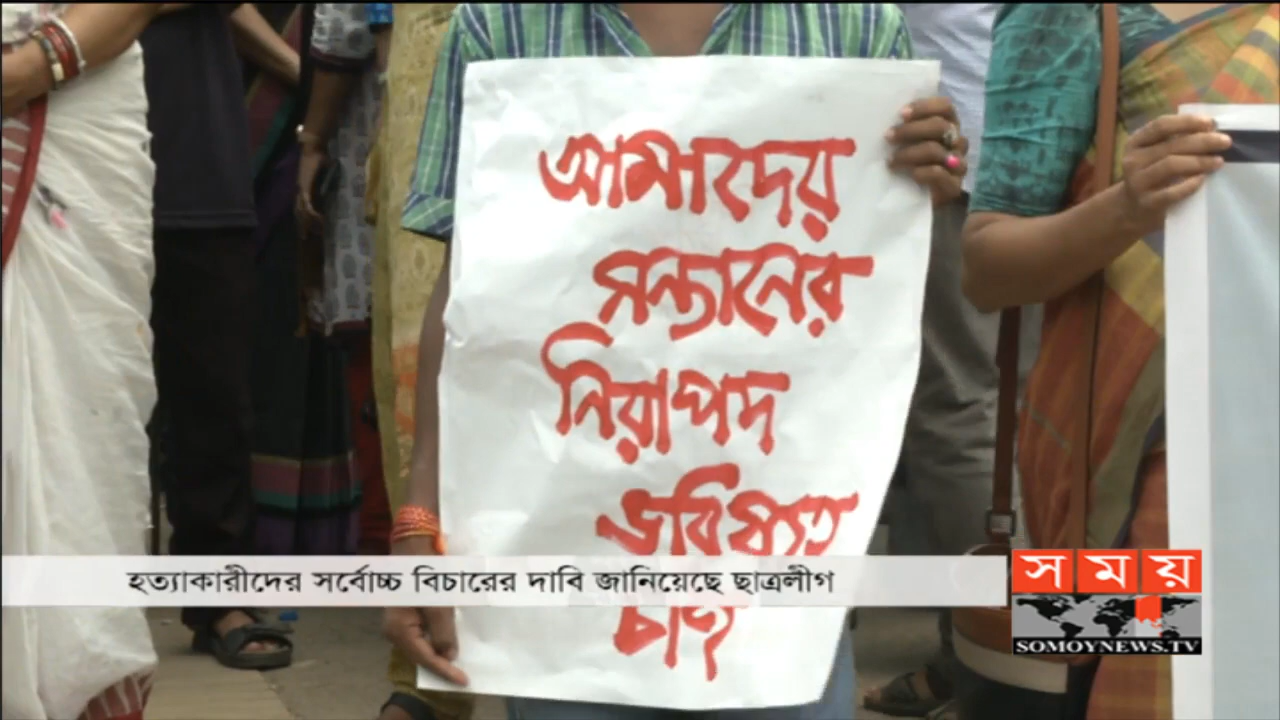 আমাদের
সন্তানের
নিরাপদ
ভবিষ্যত
হত্যাকারীদের সর্বোচ্চ বিচারের দাবি জানিয়েছে ছাত্রলীগ
চাই
সময়
SOMOYNEWS.TV